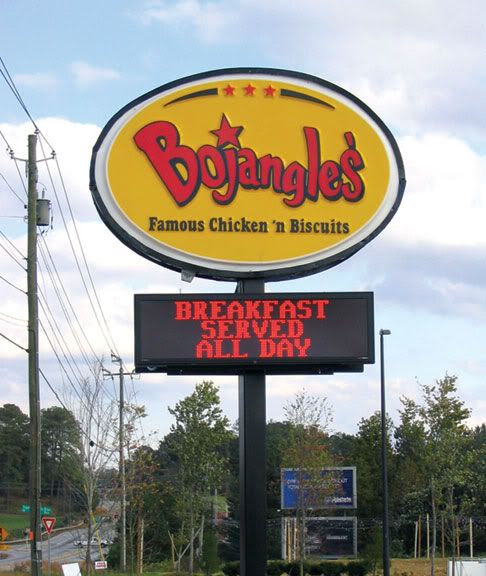 Bojangles'
Famous Chicken 'n Biscuits
BREAKFAST
SERVED
ALL DAY